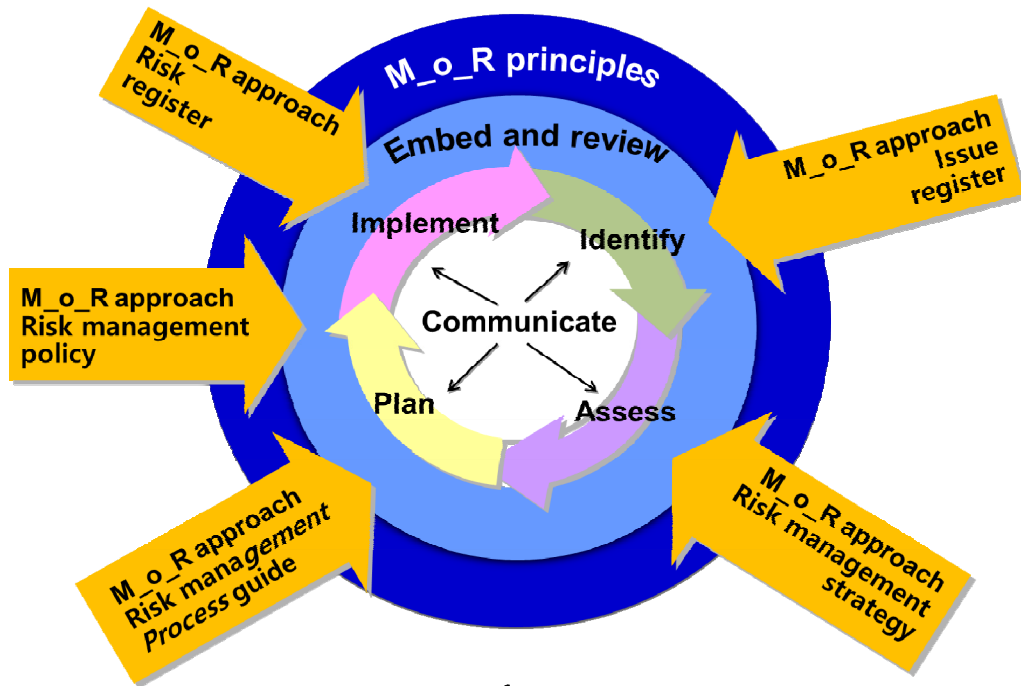 M_o_R principles
Embed and review
M_o_R approach
Risk
register
M_o_R approach
Issue
register
Implement
Identify
M_o_R approach
Risk management
policy
Communicate
Plan
Assess
M_o_R approach
Risk management
Process guide
M_o_R approach
Risk management
strategy